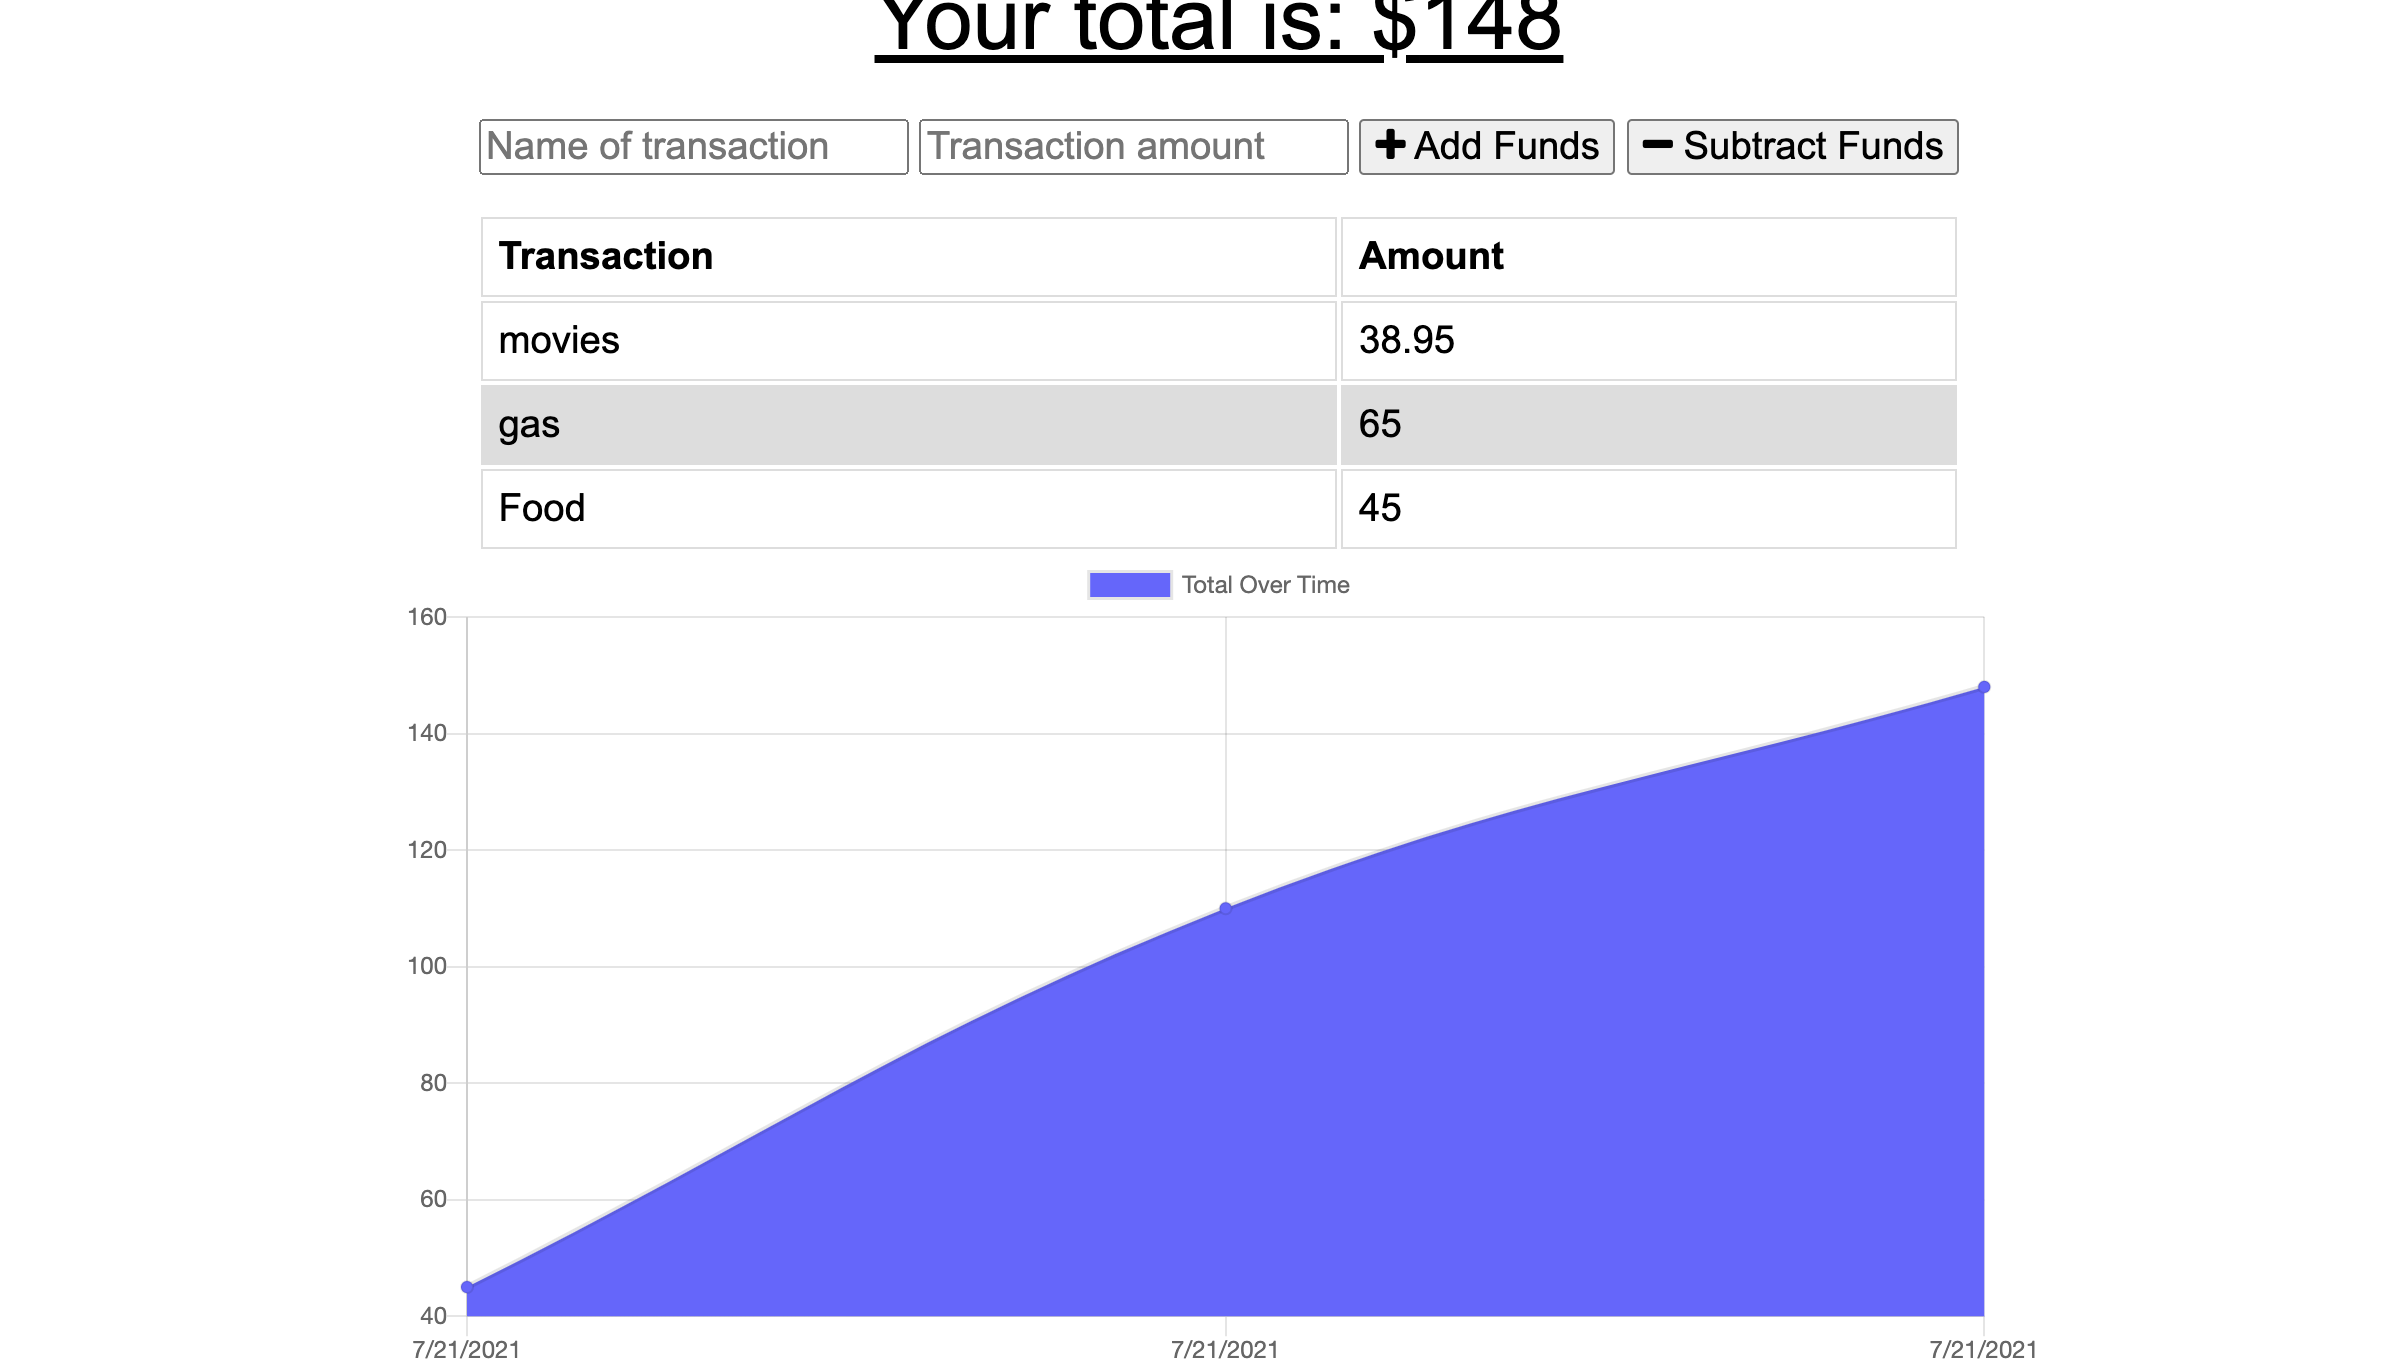 Your total is: $148
Name of transaction Transaction amount + Add Funds − Subtract Funds
Transaction Amount
movies 38.95
gas 65
Food 45
Total Over Time
160
140
120
100
80
60
40
7/21/2021 7/21/2021 7/21/2021